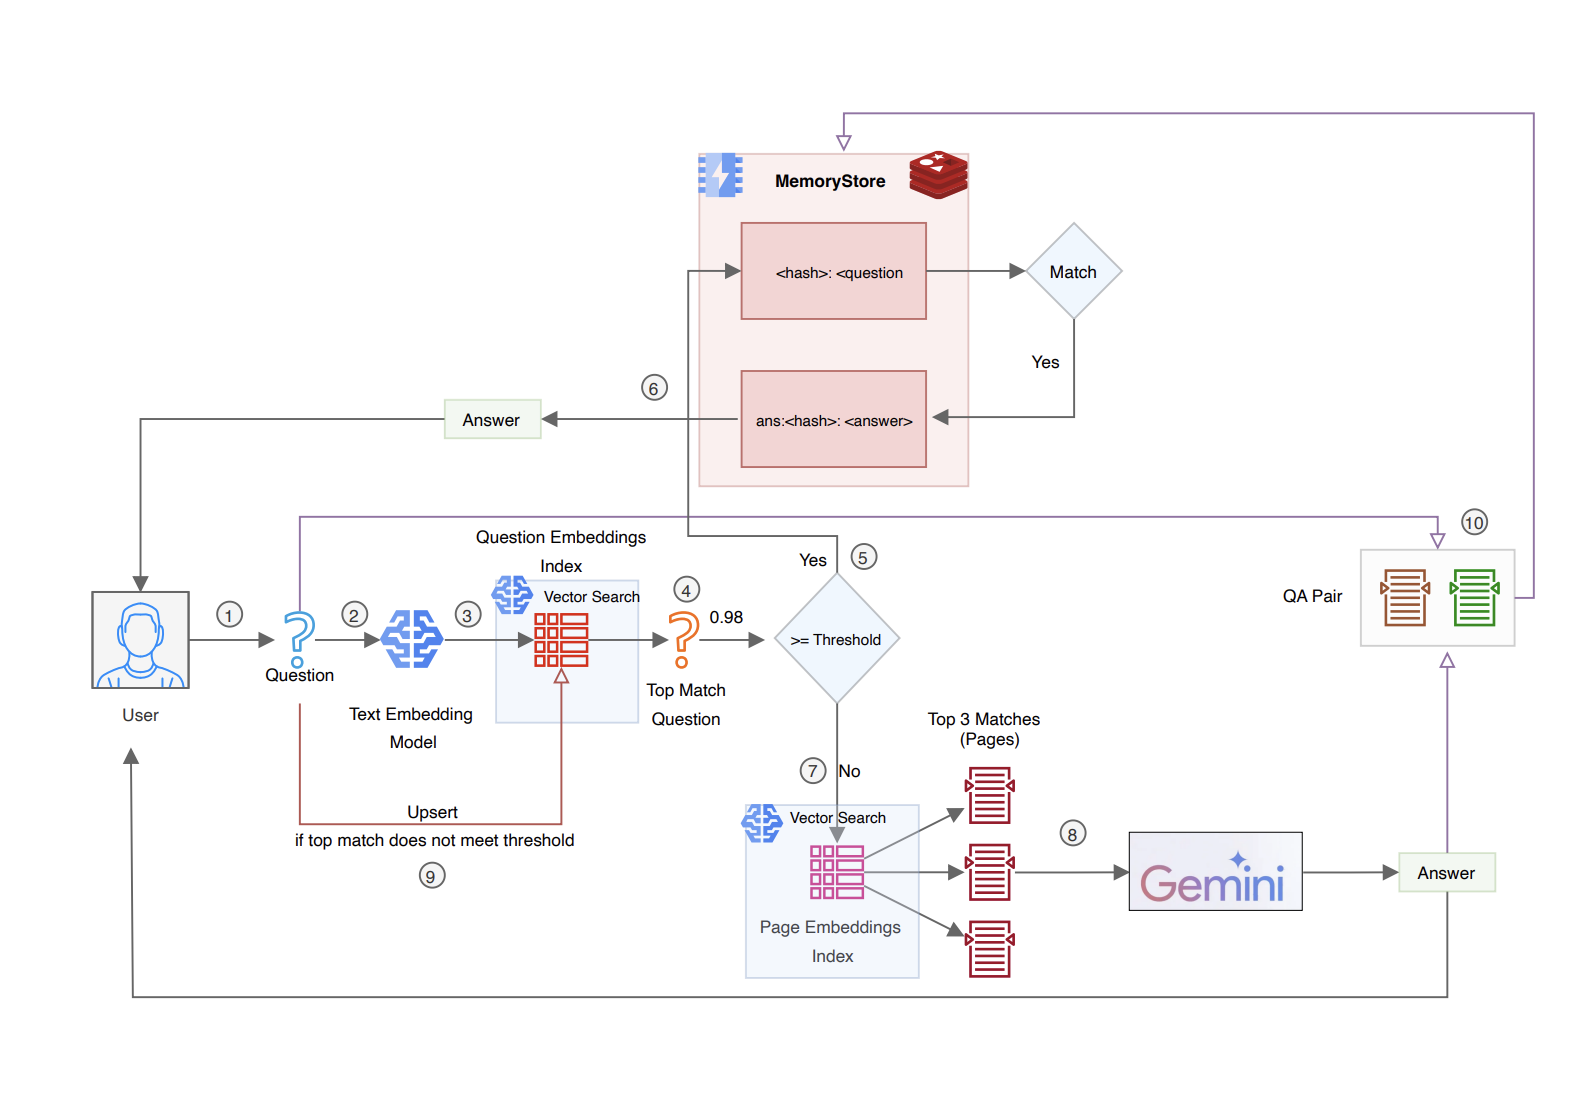 MemoryStore
<hash>: <question
Match
Yes
6
Answer
ans:<hash>: <answer>
10
Question Embeddings
Index
Yes
5
Vector Search
4
QA Pair
1
2
3
0.98
>= Threshold
Question
Top Match
Question
User
Text Embedding
Model
Top 3 Matches
(Pages)
7
No
Upsert
if top match does not meet threshold
9
Vector Search
8
Gemini
Answer
Page Embeddings
Index